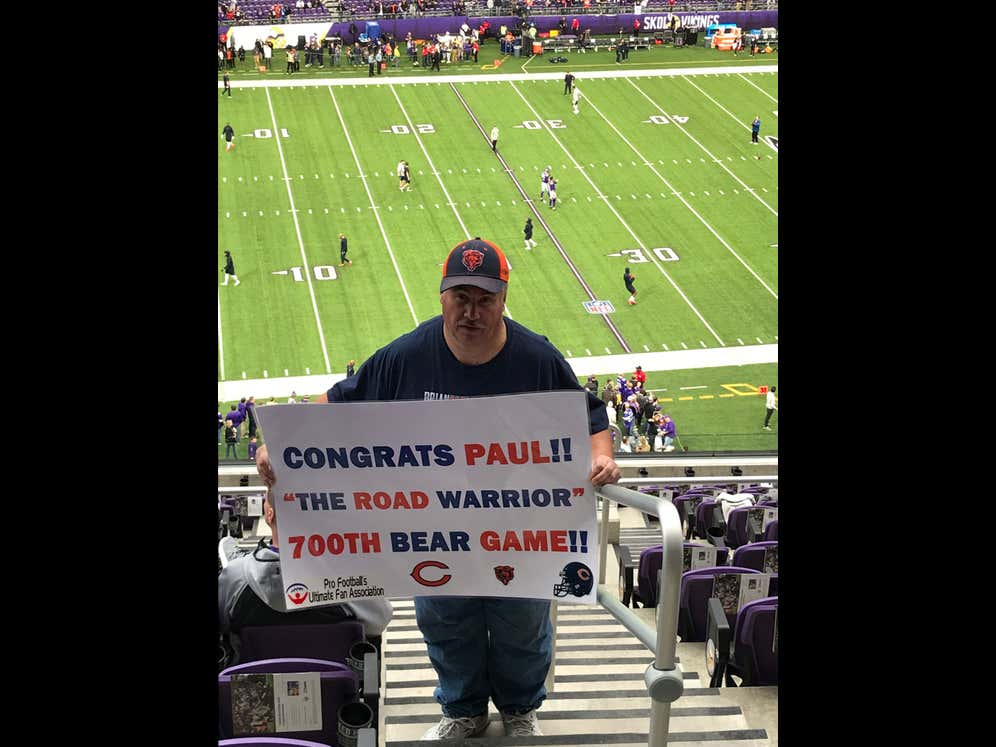 SKOL VIKINGS
10 20 30 40
10
30
NFL
CONGRATS PAUL!!
"THE ROAD WARRIOR"
700TH BEAR GAME!!
Pro Football's
Ultimate Fan Association